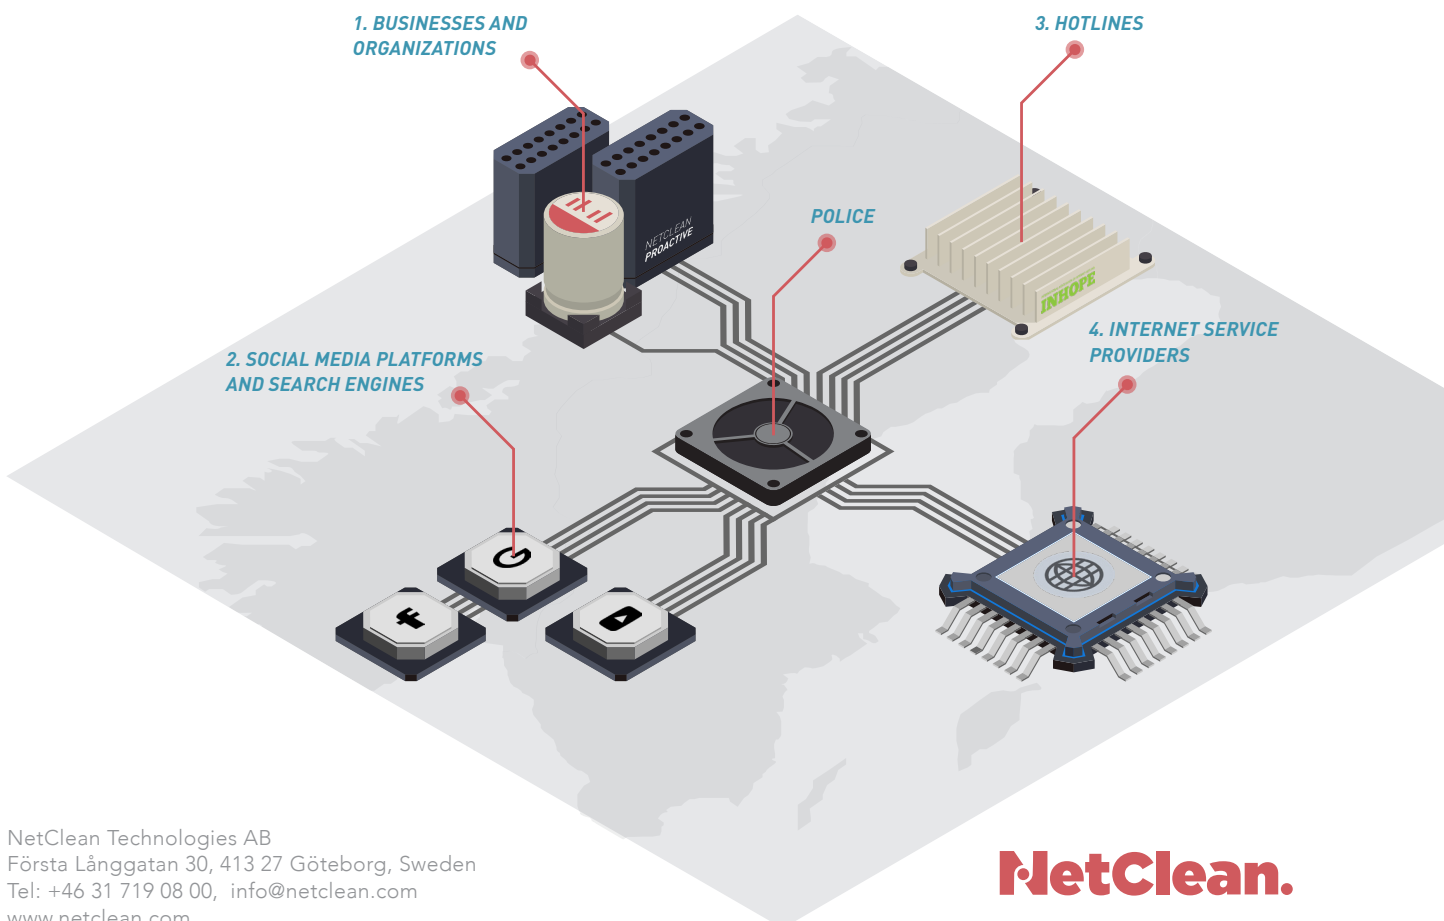 1. BUSINESSES AND
ORGANIZATIONS
3. HOTLINES
POLICE
NETCLEAN
PROACTIVE
INHOPE
4. INTERNET SERVICE
PROVIDERS
2. SOCIAL MEDIA PLATFORMS
AND SEARCH ENGINES
G
f
NetClean Technologies AB
Första Långgatan 30, 413 27 Göteborg, Sweden
Tel: +46 31 719 08 00, info@netclean.com
www.netclean.com
NetClean.